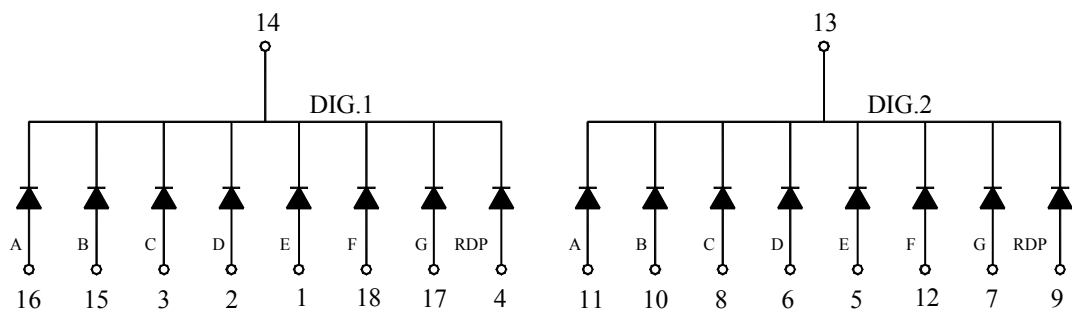 14 13
DIG.1 DIG.2
A B C D E F G RDP A B C D E F G RDP
16 15 3 2 1 18 17 4 11 10 8 6 5 12 7 9